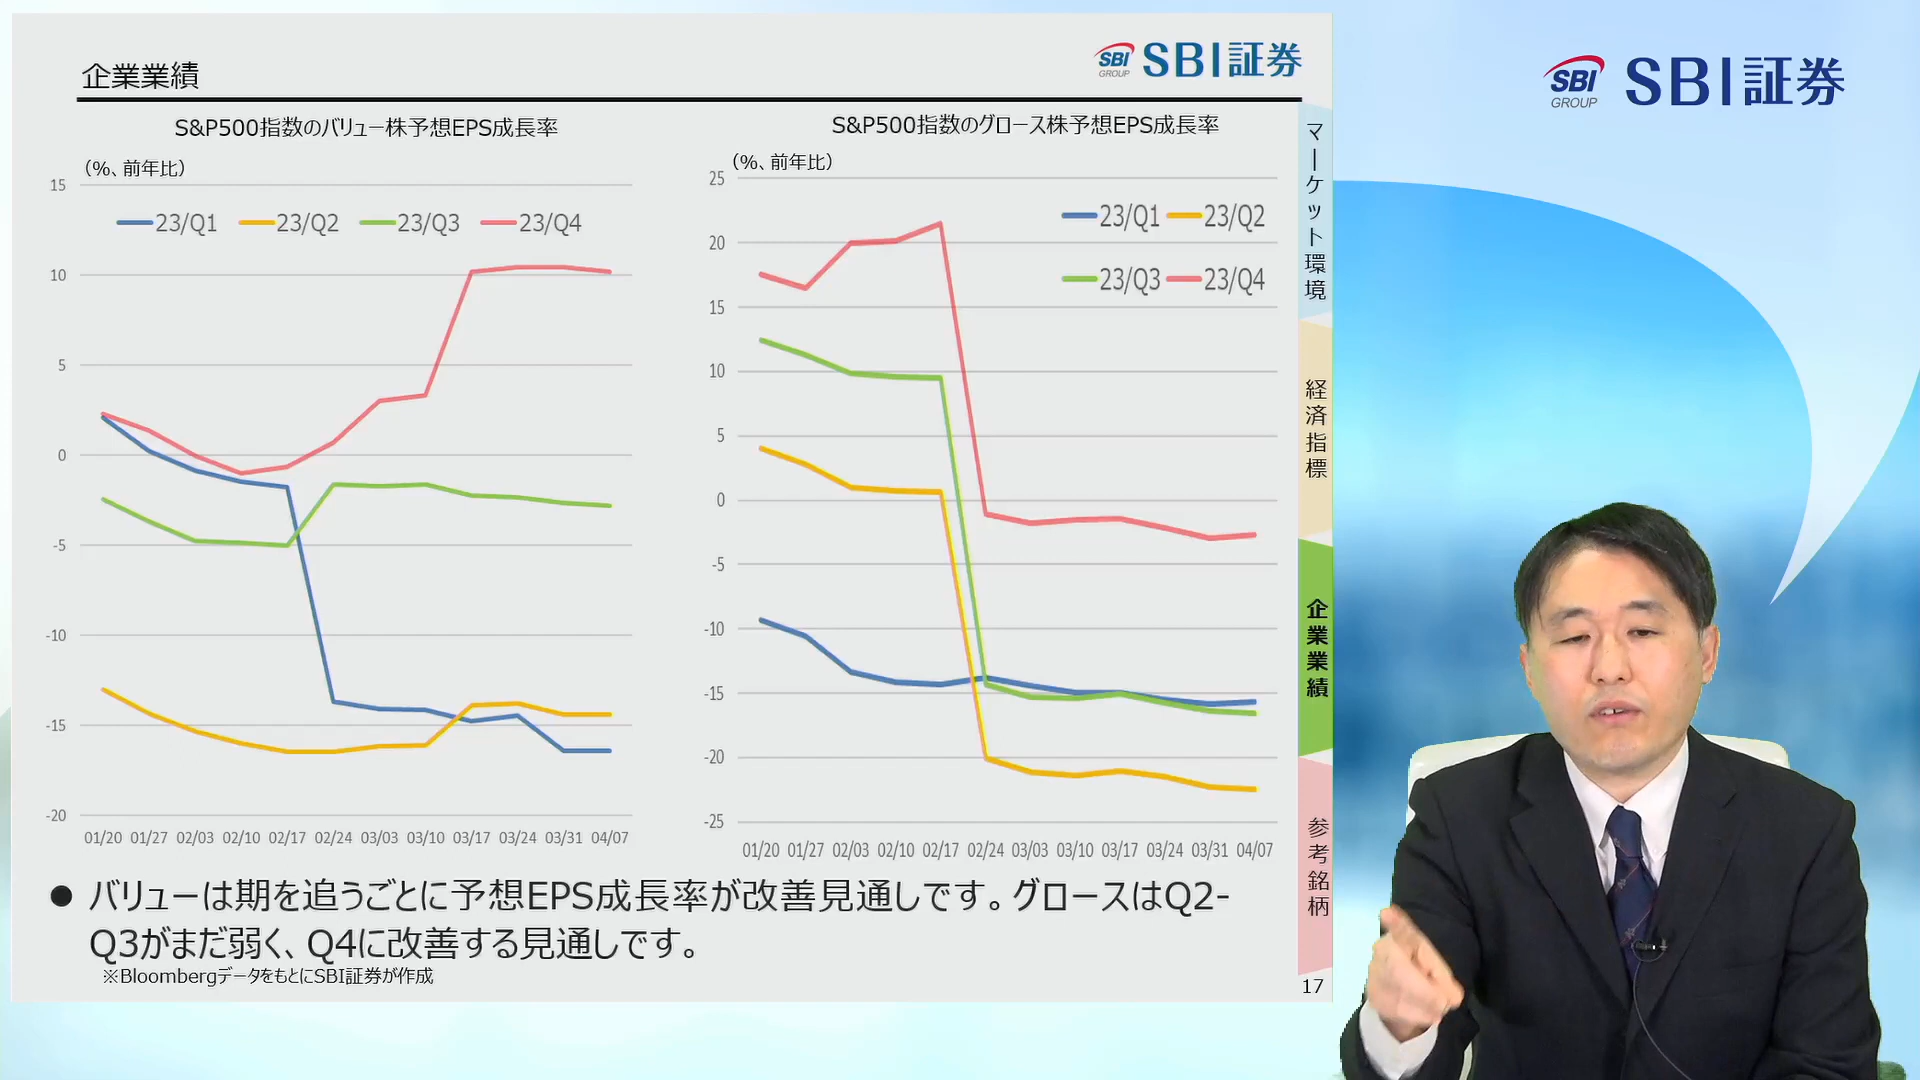 企業業績
SBI GROUP SBI証券
SBI GROUP SBI証券
S&P500指数のバリュー株予想EPS成長率
(%、前年比)
15
10
5
0
-5
-10
-15
-20
23/Q1 23/Q2 23/Q3 23/Q4
01/20 01/27 02/03 02/10 02/17 02/24 03/03 03/10 03/17 03/24 03/31 04/07
S&P500指数のグロース株予想EPS成長率
(%、前年比)
25
20
15
10
5
0
-5
-10
-15
-20
-25
23/Q1 23/Q2
23/Q3 23/Q4
01/20 01/27 02/03 02/10 02/17 02/24 03/03 03/10 03/17 03/24 03/31 04/07
マーケット環境
経済指標
企業業績
参考銘柄
● バリューは期を追うごとに予想EPS成長率が改善見通しです。グロースはQ2-
Q3がまだ弱く、Q4に改善する見通しです。
※BloombergデータをもとにSBI証券が作成
17